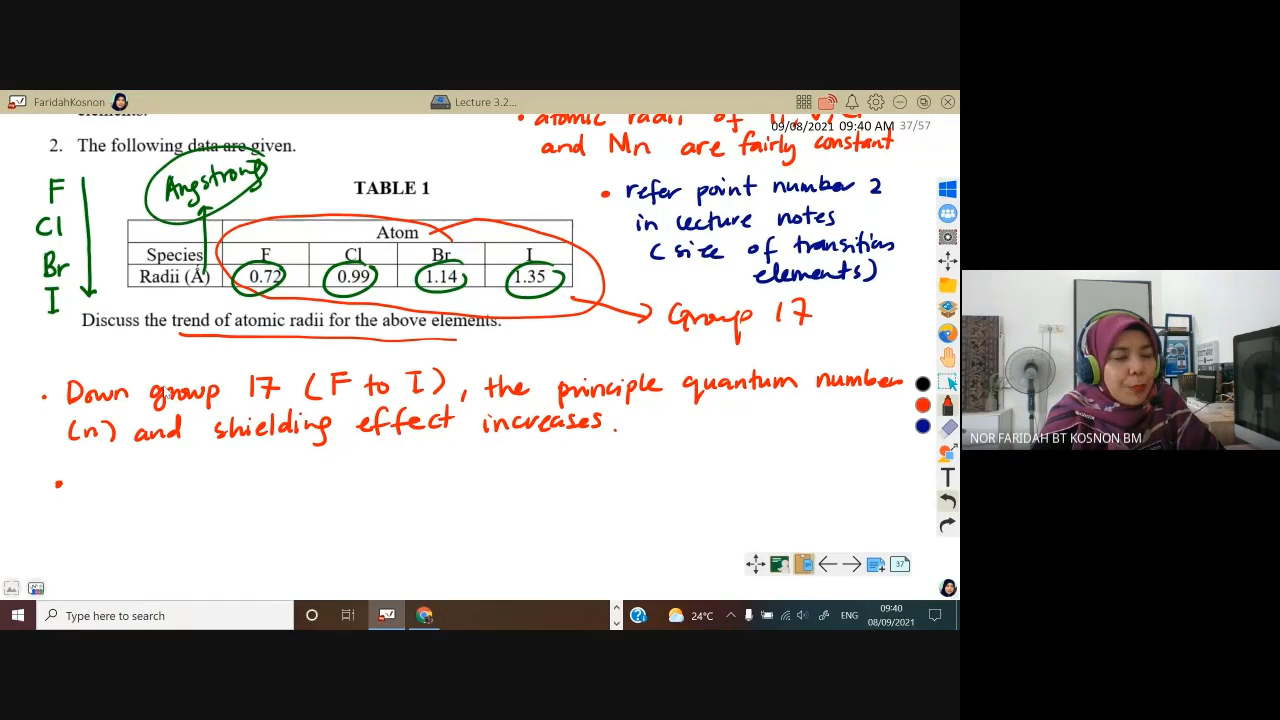 FaridahKosnon
Lecture 3.2...
elements.
09/08/2021 09:40 AM 37/57
atomic radii of
and Mn are fairly constant
2. The following data are given.
Angstrong
TABLE 1
F
Cl
Br
I
Atom
Species F Cl Br I
Radii (Å) 0.72 0.99 1.14 1.35
• refer point number 2
in lecture notes
(size of transition
elements)
Discuss the trend of atomic radii for the above elements.
Group 17
• Down group 17 (F to I), the principle quantum number
(n) and shielding effect increases.
•
NOR FARIDAH BT KOSNON BM
T
37
Type here to search
24°C
ENG
09:40
08/09/2021